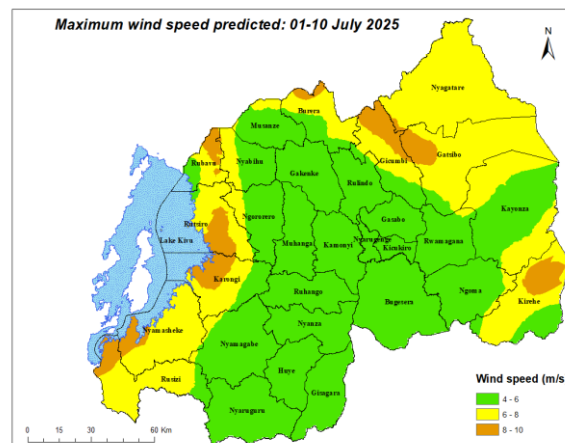 Maximum wind speed predicted: 01-10 July 2025
N
Nyagatare
Burera
Musanze
Gicumbi
Gatsibo
Rubavu
Nyabihu
Gakenke
Rulindo
Kayonza
Rutsiro
Ngororero
Gasabo
Lake Kivu
Muhanga
Kamonyi
Nyarugenge
Kicukiro
Rwamagana
Karongi
Ruhango
Bugesera
Ngoma
Kirehe
Nyamasheke
Nyanza
Nyamagabe
Rusizi
Huye
Gisagara
Nyaruguru
Wind speed (m/s
4 - 6
6 - 8
8 - 10
0 15 30 60 Km